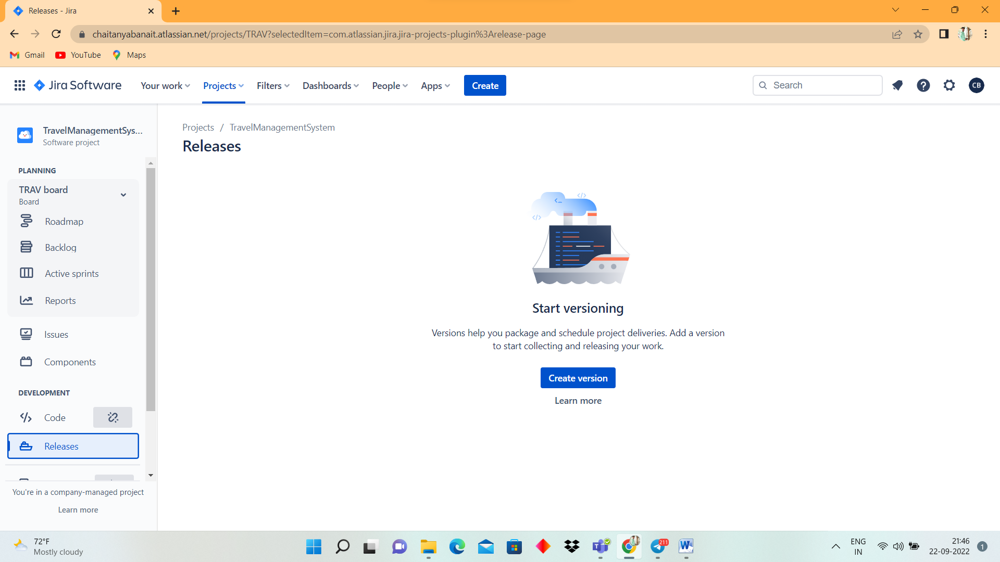 Releases - Jira
chaitanyabanait.atlassian.net/projects/TRAV?selectedItem=com.atlassian.jira.jira-projects-plugin%3Arelease-page
Gmail YouTube Maps
Jira Software Your work Projects Filters Dashboards People Apps Create Search CB
TravelManagementSys...
Software project
Projects / TravelManagementSystem
Releases
PLANNING
TRAV board
Board
Roadmap
Backlog
Active sprints
Reports
Issues
Components
DEVELOPMENT
Code
Releases
You're in a company-managed project
Learn more
Start versioning
Versions help you package and schedule project deliveries. Add a version
to start collecting and releasing your work.
Create version
Learn more
72°F
Mostly cloudy
211
ENG
IN
21:46
22-09-2022
1